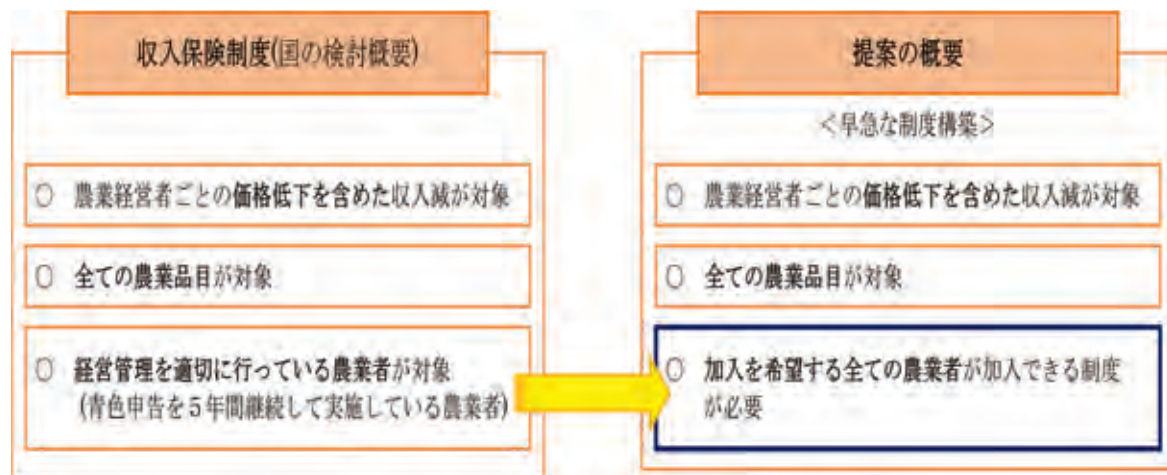 収入保険制度(国の検討概要)
○ 農業経営者ごとの価格低下を含めた収入減が対象
○ 全ての農業品目が対象
○ 経営管理を適切に行っている農業者が対象
(青色申告を5年間継続して実施している農業者)
提案の概要
＜早急な制度構築＞
○ 農業経営者ごとの価格低下を含めた収入減が対象
○ 全ての農業品目が対象
○ 加入を希望する全ての農業者が加入できる制度
が必要